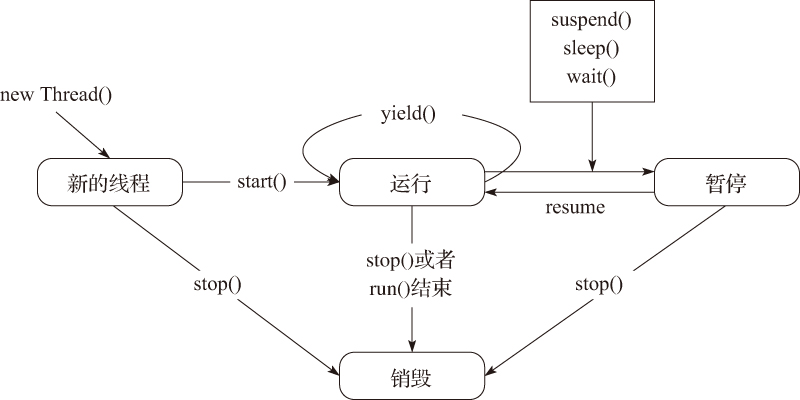 suspend()
sleep()
wait()
new Thread()
yield()
新的线程
start()
运行
暂停
resume
stop()
stop()或者
run()结束
stop()
销毁